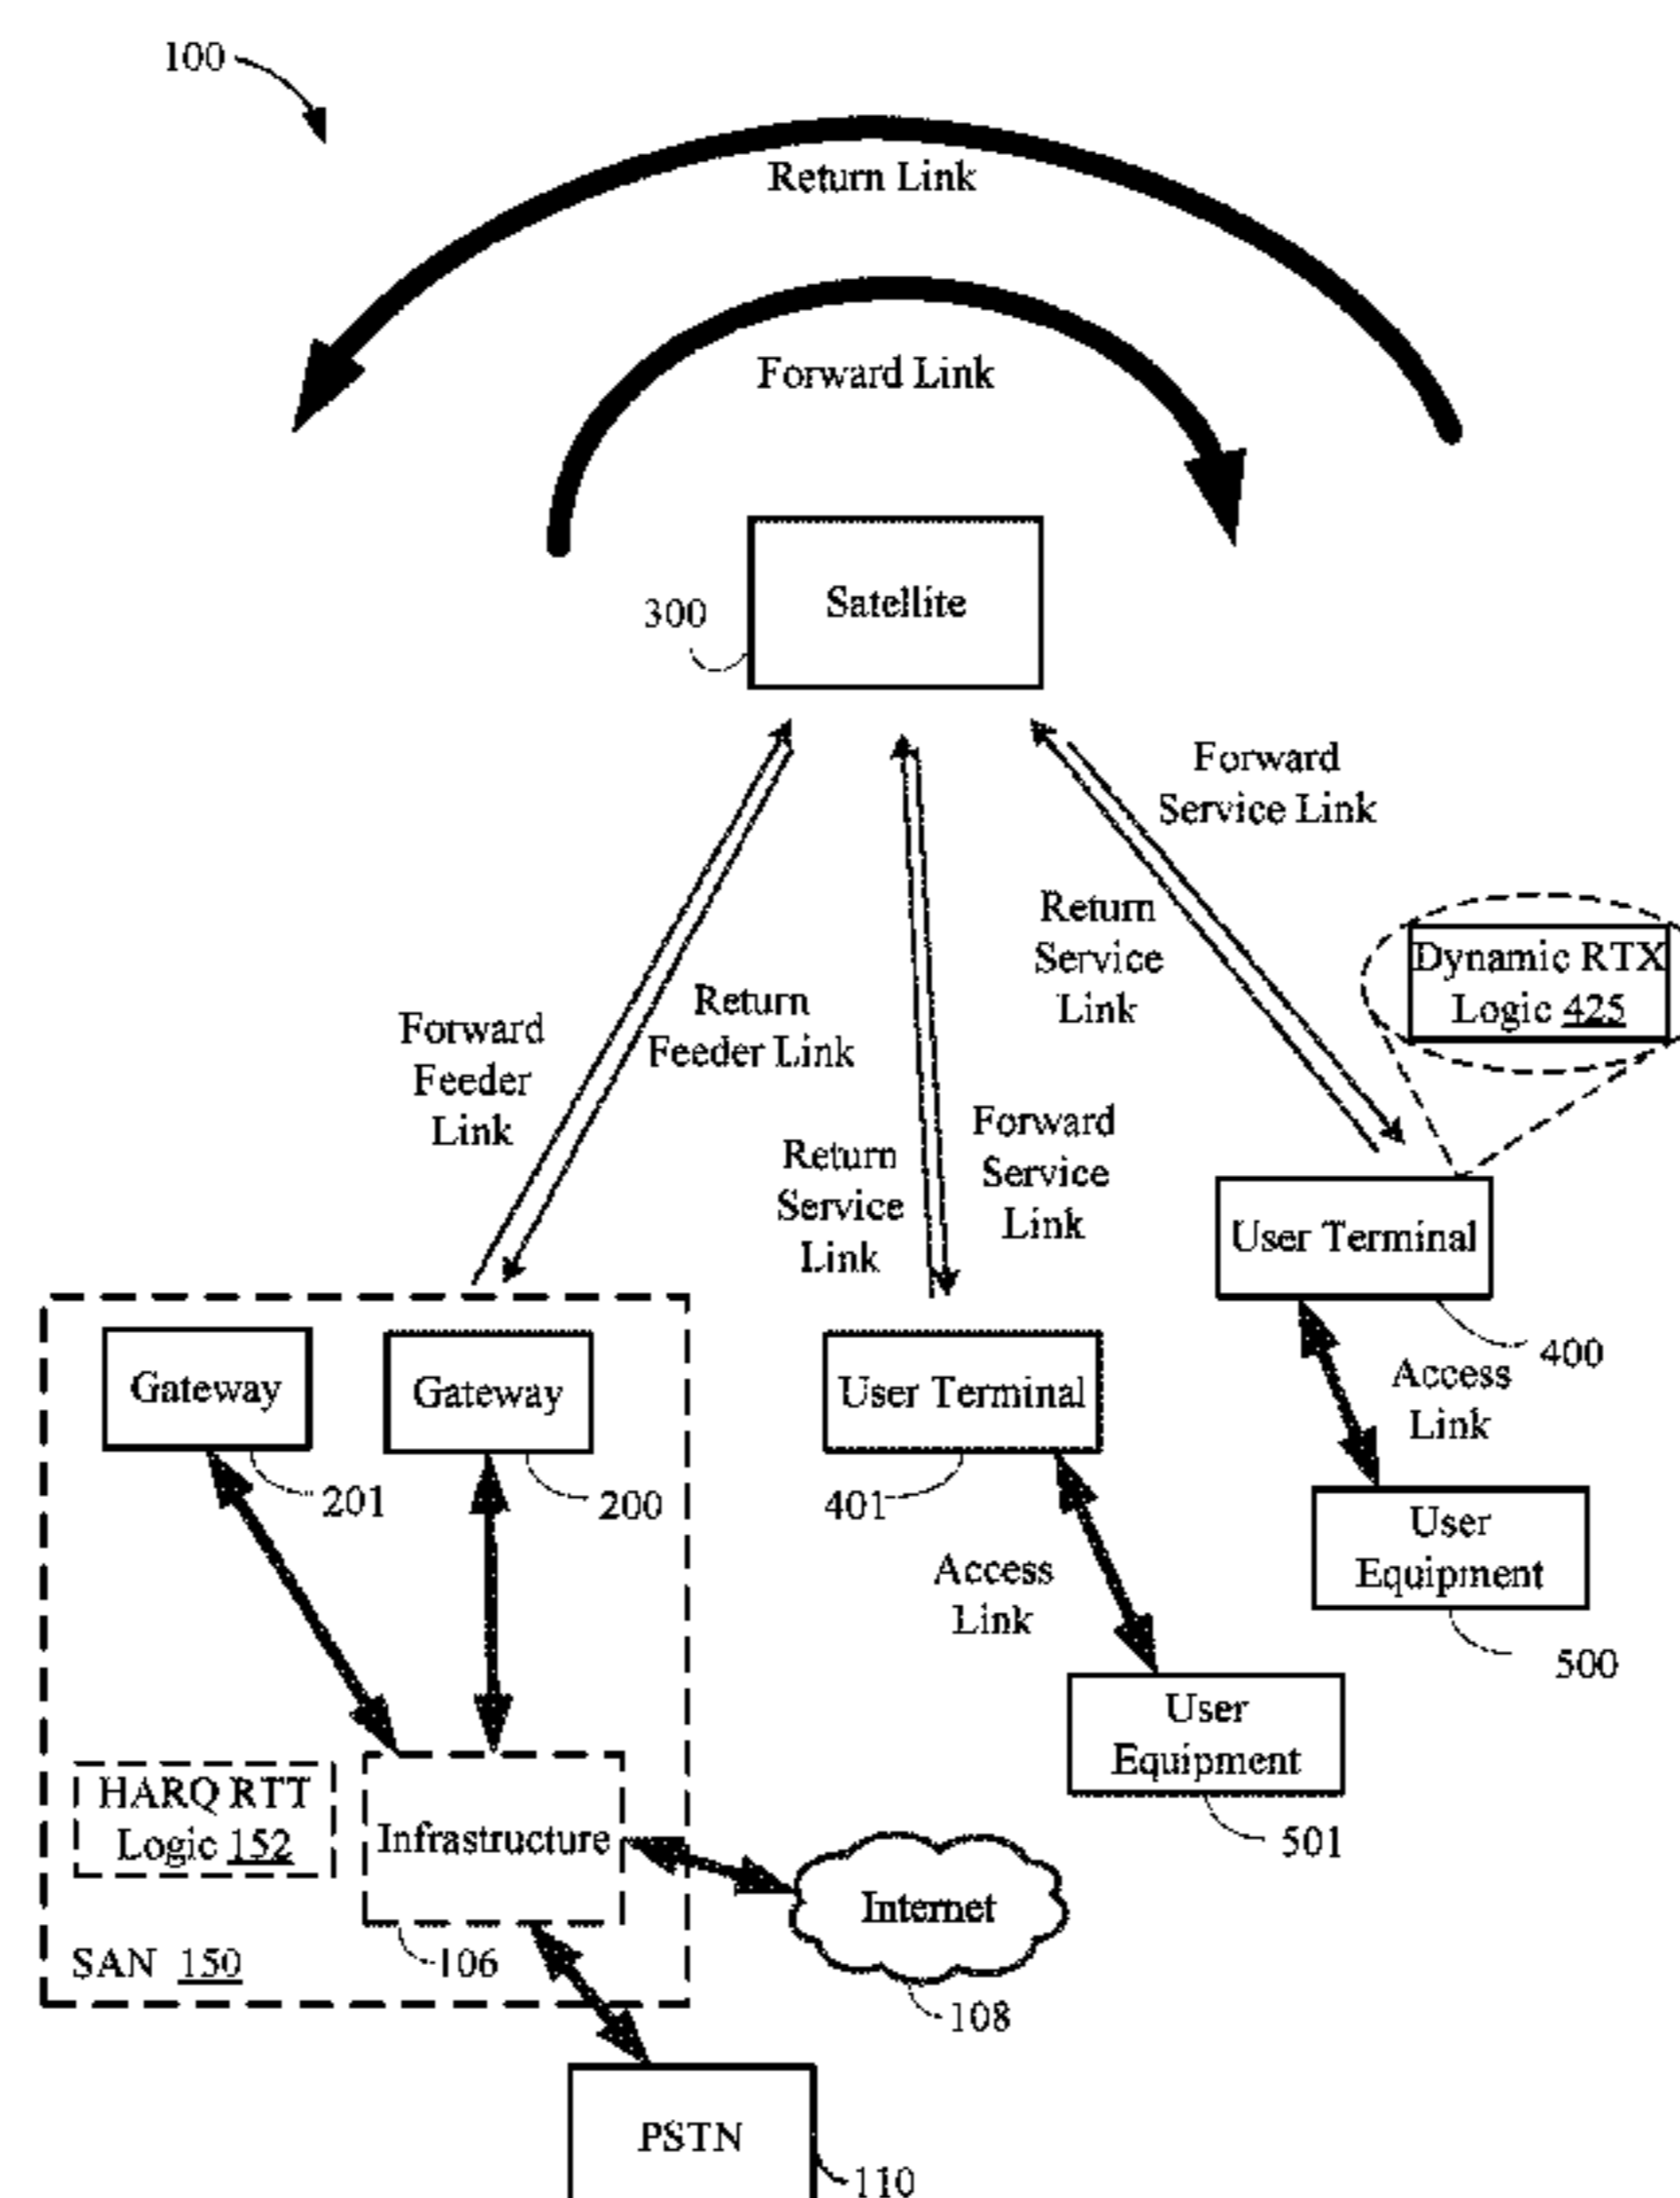 100
Return Link
Forward Link
Satellite
300
Forward
Service Link
Return
Service
Link
Dynamic RTX
Logic 425
Forward
Feeder
Link
Return
Feeder Link
Return
Service
Link
Forward
Service
Link
User Terminal
400
Gateway
201
Gateway
200
User Terminal
401
Access
Link
User
Equipment
500
Access
Link
User
Equipment
501
HARQ RTT
Logic 152
Infrastructure
106
SAN 150
Internet
108
PSTN
110